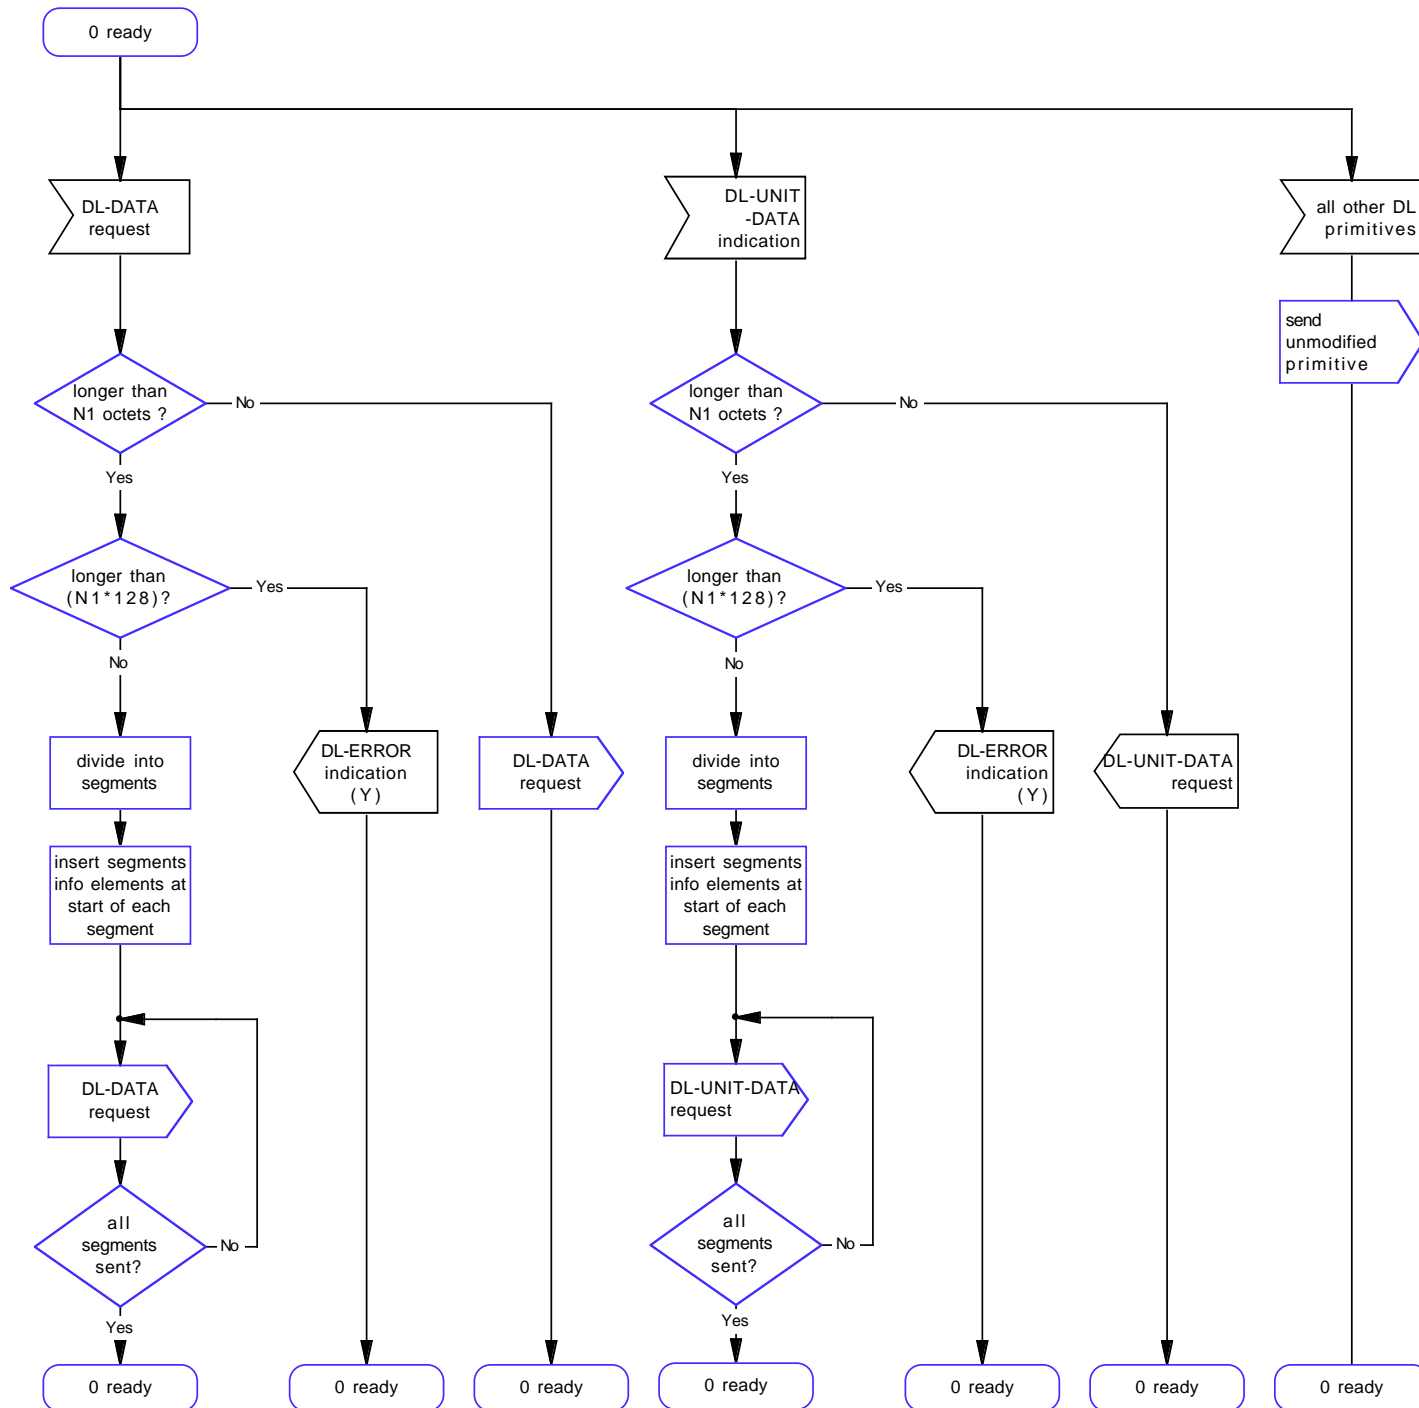 0 ready
DL-DATA
request
DL-UNIT
-DATA
indication
all other DL
primitives
send
unmodified
primitive
longer than
N1 octets ?
No
Yes
longer than
N1 octets ?
No
Yes
longer than
(N1*128)?
Yes
No
longer than
(N1*128)?
Yes
No
divide into
segments
DL-ERROR
indication
(Y)
DL-DATA
request
divide into
segments
DL-ERROR
indication
(Y)
DL-UNIT-DATA
request
insert segments
info elements at
start of each
segment
insert segments
info elements at
start of each
segment
DL-DATA
request
DL-UNIT-DATA
request
all
segments
sent?
No
Yes
all
segments
sent?
No
Yes
0 ready
0 ready
0 ready
0 ready
0 ready
0 ready
0 ready